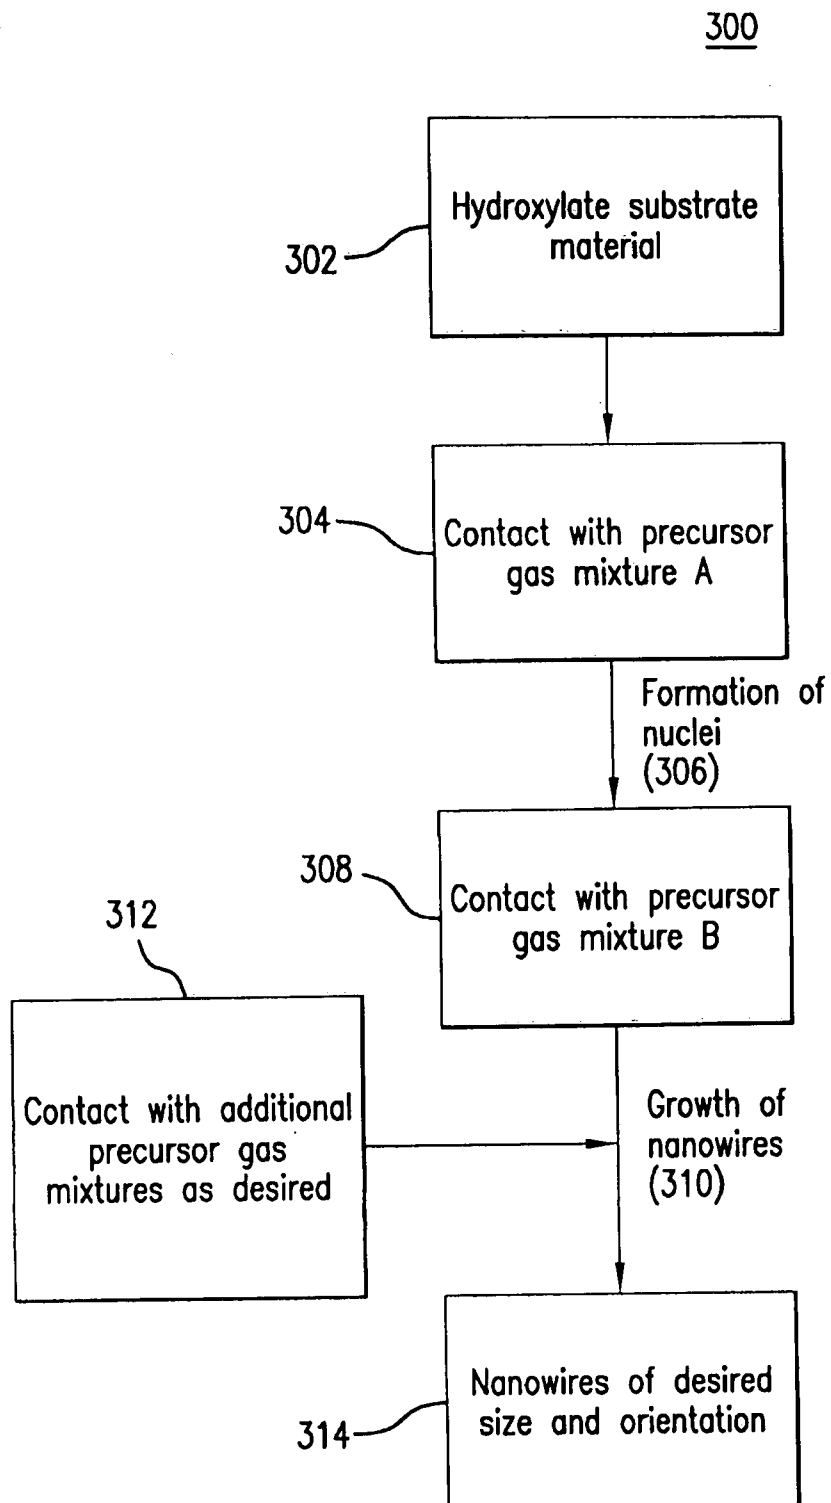 300
Hydroxylate substrate
material
302
304
Contact with precursor
gas mixture A
Formation of
nuclei
(306)
308
Contact with precursor
gas mixture B
312
Contact with additional
precursor gas
mixtures as desired
Growth of
nanowires
(310)
Nanowires of desired
size and orientation
314